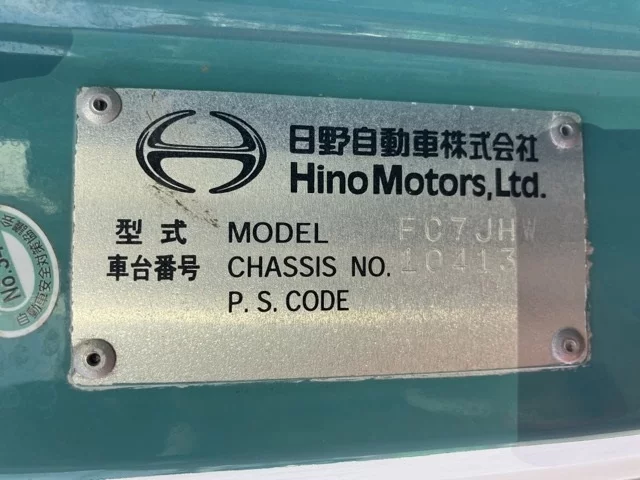 日野自動車株式会社
Hino Motors, Ltd.
型式 MODEL FC7JHW
車台番号 CHASSIS NO. 10413
P.S.CODE